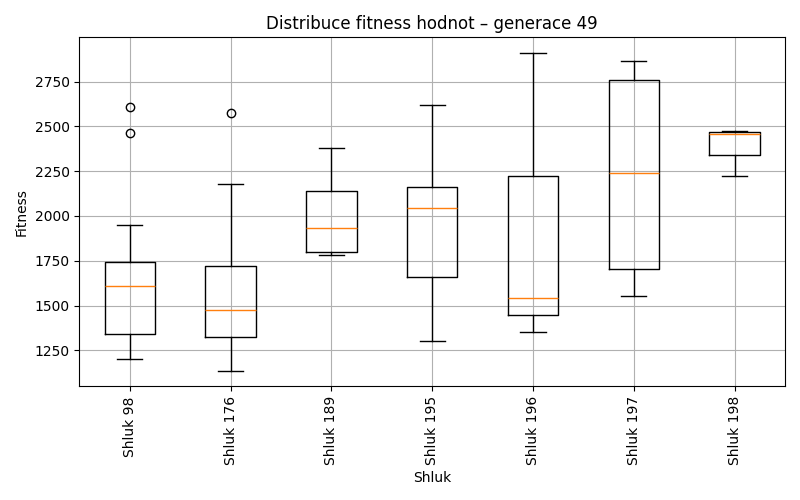 Distribuce fitness hodnot – generace 49
Fitness
2750
2500
2250
2000
1750
1500
1250
Shluk 98
Shluk 176
Shluk 189
Shluk 195
Shluk 196
Shluk 197
Shluk 198
Shluk